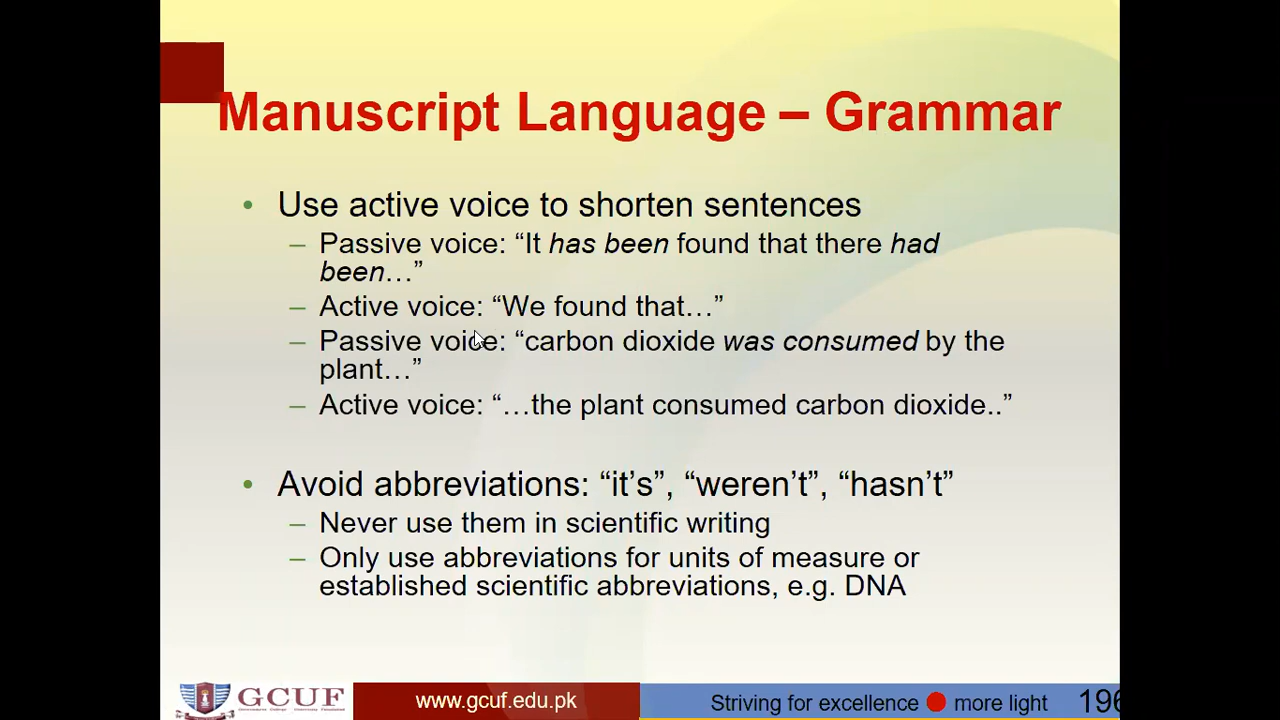 Manuscript Language – Grammar
• Use active voice to shorten sentences
– Passive voice: “It has been found that there had
been…”
– Active voice: “We found that…”
– Passive voice: “carbon dioxide was consumed by the
plant…”
– Active voice: “…the plant consumed carbon dioxide..”
• Avoid abbreviations: “it’s”, “weren’t”, “hasn’t”
– Never use them in scientific writing
– Only use abbreviations for units of measure or
established scientific abbreviations, e.g. DNA
GCUF
www.gcuf.edu.pk
Striving for excellence more light
196